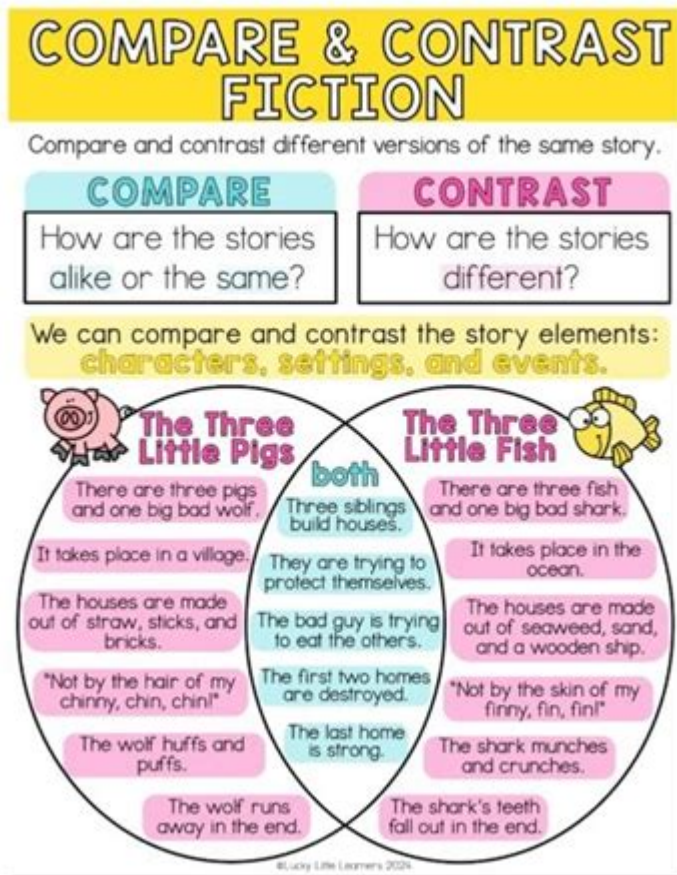 COMPARE & CONTRAST
FICTION
Compare and contrast different versions of the same story.
COMPARE
How are the stories
alike or the same?
CONTRAST
How are the stories
different?
We can compare and contrast the story elements:
characters, settings, and events.
The Three
Little Pigs
There are three pigs
and one big bad wolf.
It takes place in a village.
The houses are made
out of straw, sticks, and
bricks.
"Not by the hair of my
chinny, chin, chin!"
The wolf huffs and
puffs.
The wolf runs
away in the end.
both
Three siblings
build houses.
They are trying to
protect themselves.
The bad guy is trying
to eat the others.
The first two homes
are destroyed.
The last home
is strong.
The Three
Little Fish
There are three fish
and one big bad shark.
It takes place in the
ocean.
The houses are made
out of seaweed, sand,
and a wooden ship.
"Not by the skin of my
finny, fin, fin!"
The shark munches
and crunches.
The shark's teeth
fall out in the end.
©Lucky Little Learners 2024